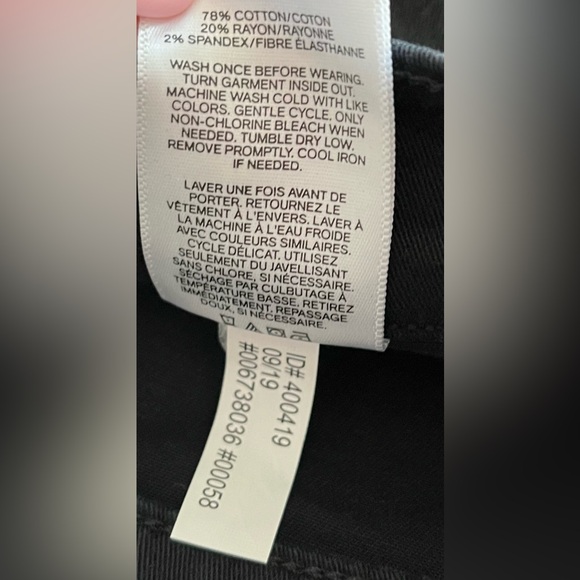 78% COTTON/COTON
20% RAYON/RAYONNE
2% SPANDEX/FIBRE ÉLASTHANNE
WASH ONCE BEFORE WEARING.
TURN GARMENT INSIDE OUT.
MACHINE WASH COLD WITH LIKE
COLORS, GENTLE CYCLE. ONLY
NON-CHLORINE BLEACH WHEN
NEEDED. TUMBLE DRY LOW.
REMOVE PROMPTLY. COOL IRON
IF NEEDED.
LAVER UNE FOIS AVANT DE
PORTER. RETOURNEZ LE
VÊTEMENT À L'ENVERS. LAVER À
LA MACHINE À L'EAU FROIDE
AVEC COULEURS SIMILAIRES.
CYCLE DÉLICAT. UTILISEZ
SEULEMENT DU JAVELLISANT
SANS CHLORE, SI NÉCESSAIRE.
SÉCHAGE PAR CULBUTAGE À
TEMPÉRATURE BASSE. RETIREZ
IMMÉDIATEMENT. REPASSAGE
DOUX, SI NÉCESSAIRE.
ID# 400419
09/19
#006738036 #00058